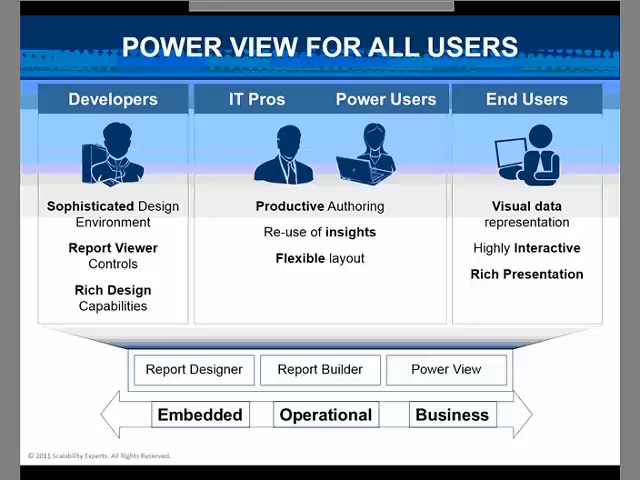 POWER VIEW FOR ALL USERS
Developers
IT Pros
Power Users
End Users
Sophisticated Design
Environment
Report Viewer
Controls
Rich Design
Capabilities
Productive Authoring
Re-use of insights
Flexible layout
Visual data
representation
Highly Interactive
Rich Presentation
Report Designer
Report Builder
Power View
Embedded
Operational
Business
© 2011 Scalability Experts. All Rights Reserved.